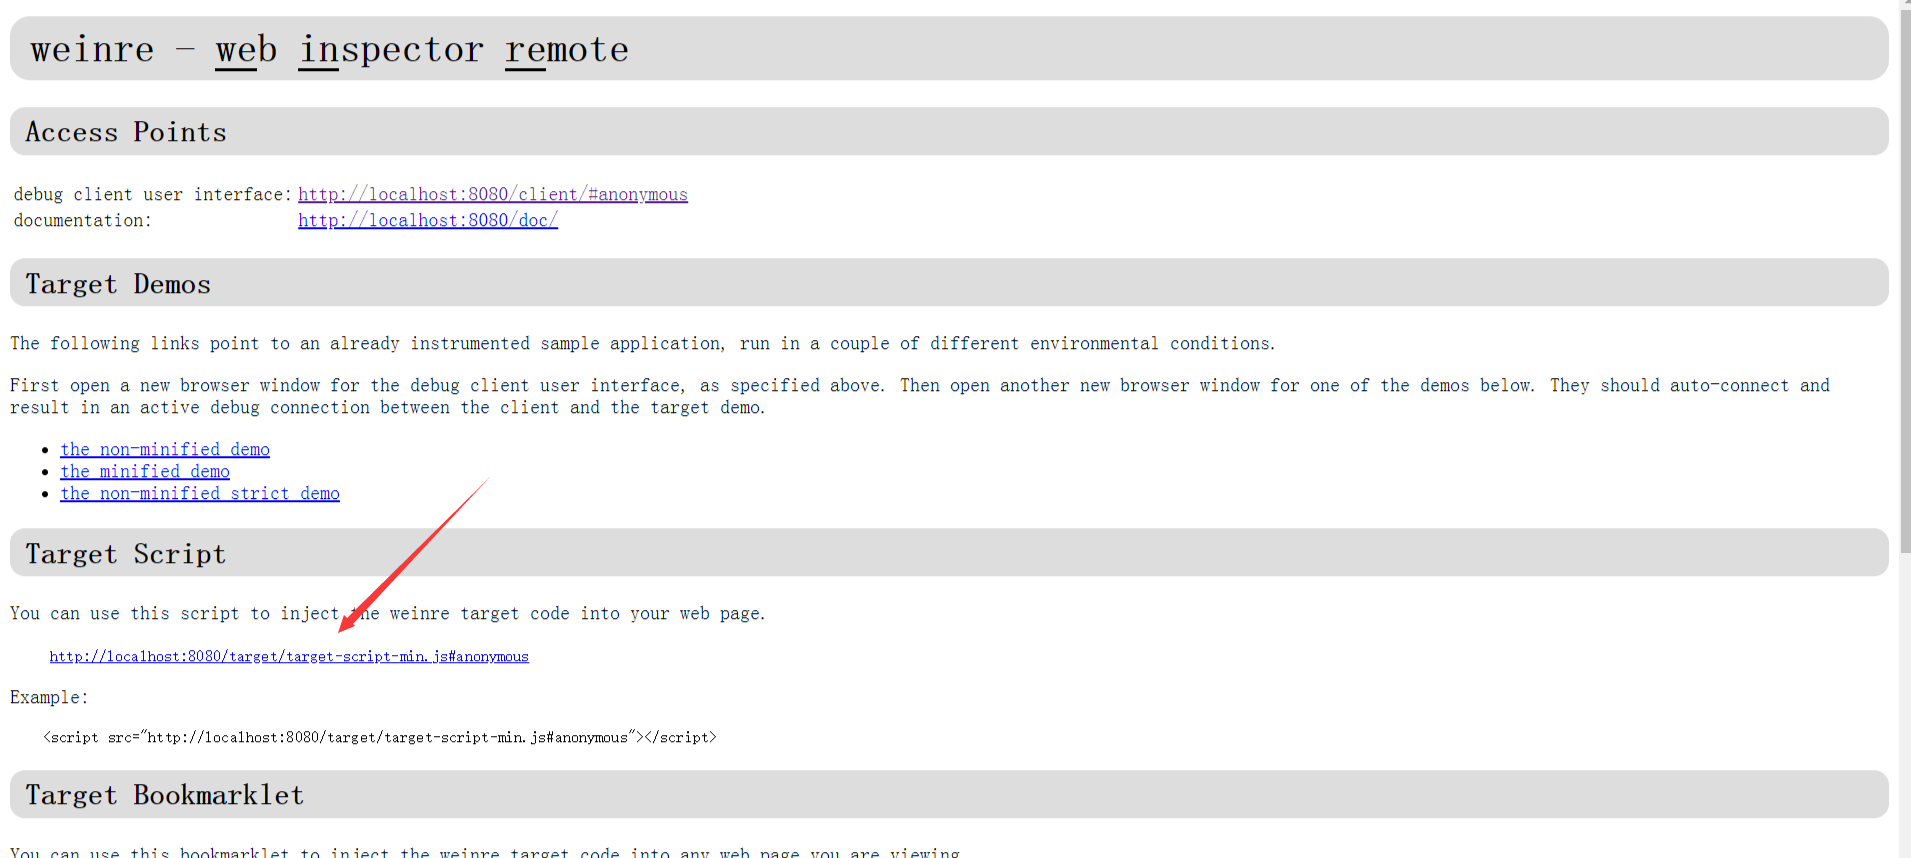 weinre - web inspector remote
Access Points
debug client user interface: http://localhost:8080/client/#anonymous
documentation: http://localhost:8080/doc/
Target Demos
The following links point to an already instrumented sample application, run in a couple of different environmental conditions.
First open a new browser window for the debug client user interface, as specified above. Then open another new browser window for one of the demos below. They should auto-connect and
result in an active debug connection between the client and the target demo.
• the non-minified demo
• the minified demo
• the non-minified strict demo
Target Script
You can use this script to inject the weinre target code into your web page.
http://localhost:8080/target/target-script-min.js#anonymous
Example:
<script src="http://localhost:8080/target/target-script-min.js#anonymous"></script>
Target Bookmarklet
You can use this bookmarklet to inject the weinre target code into any web page you are viewing.